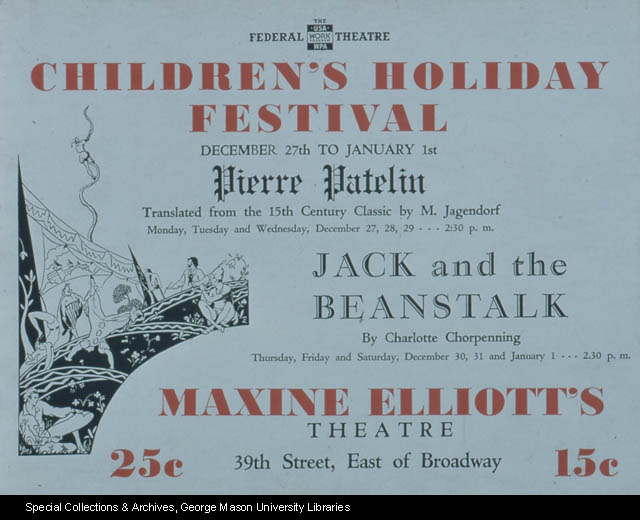 THE
USA
WORK
PROGRAM
WPA
FEDERAL THEATRE
CHILDREN'S HOLIDAY
FESTIVAL
DECEMBER 27th TO JANUARY 1st
Pierre Patelin
Translated from the 15th Century Classic by M. Jagendorf
Monday, Tuesday and Wednesday, December 27, 28, 29 - - - 2:30 p. m.
JACK and the
BEANSTALK
By Charlotte Chorpenning
Thursday, Friday and Saturday, December 30, 31 and January 1 - - - 2.30 p. m.
MAXINE ELLIOTT'S
THEATRE
25c 39th Street, East of Broadway 15c
Special Collections & Archives, George Mason University Libraries